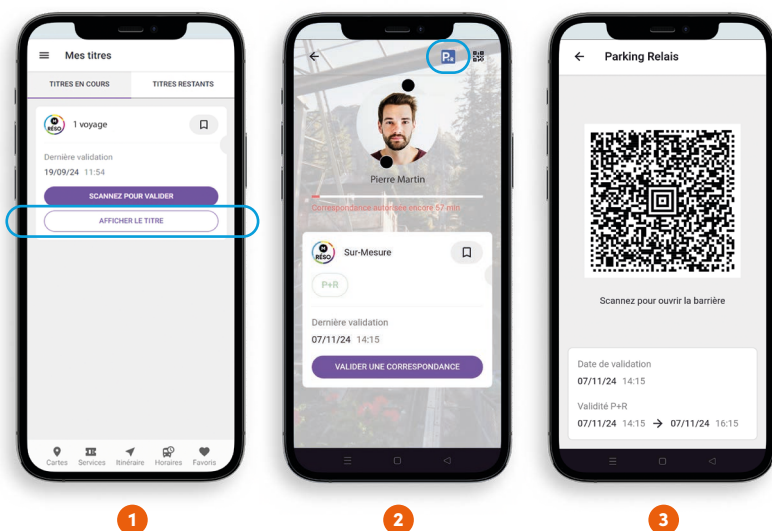 Mes titres
TITRES EN COURS
TITRES RESTANTS
RÉSO
1 voyage
Dernière validation
19/09/24 11:54
SCANNEZ POUR VALIDER
AFFICHER LE TITRE
Cartes
Services
Itinéraire
Horaires
Favoris
1
P+R
Pierre Martin
Correspondance autorisée encore 57 min
RÉSO
Sur-Mesure
P+R
Dernière validation
07/11/24 14:15
VALIDER UNE CORRESPONDANCE
2
Parking Relais
Scannez pour ouvrir la barrière
Date de validation
07/11/24 14:15
Validité P+R
07/11/24 14:15 → 07/11/24 16:15
3